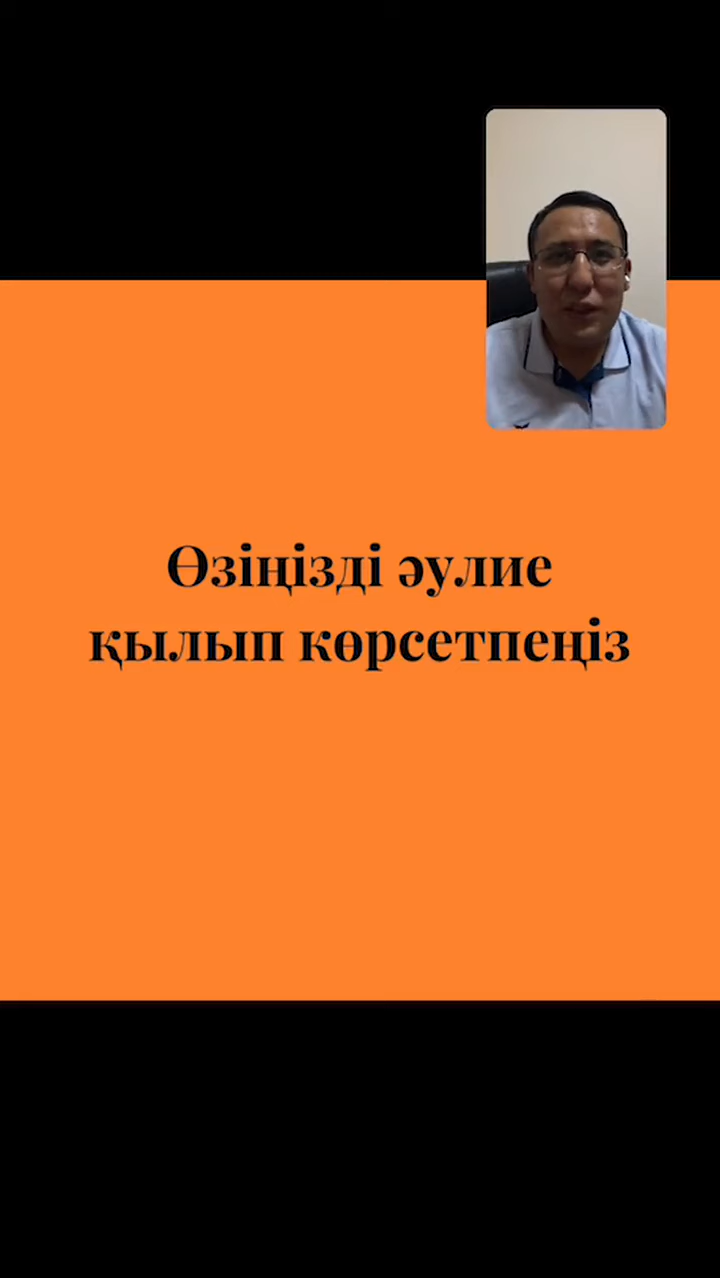 Өзіңізді әулие
қылып көрсетпеңіз